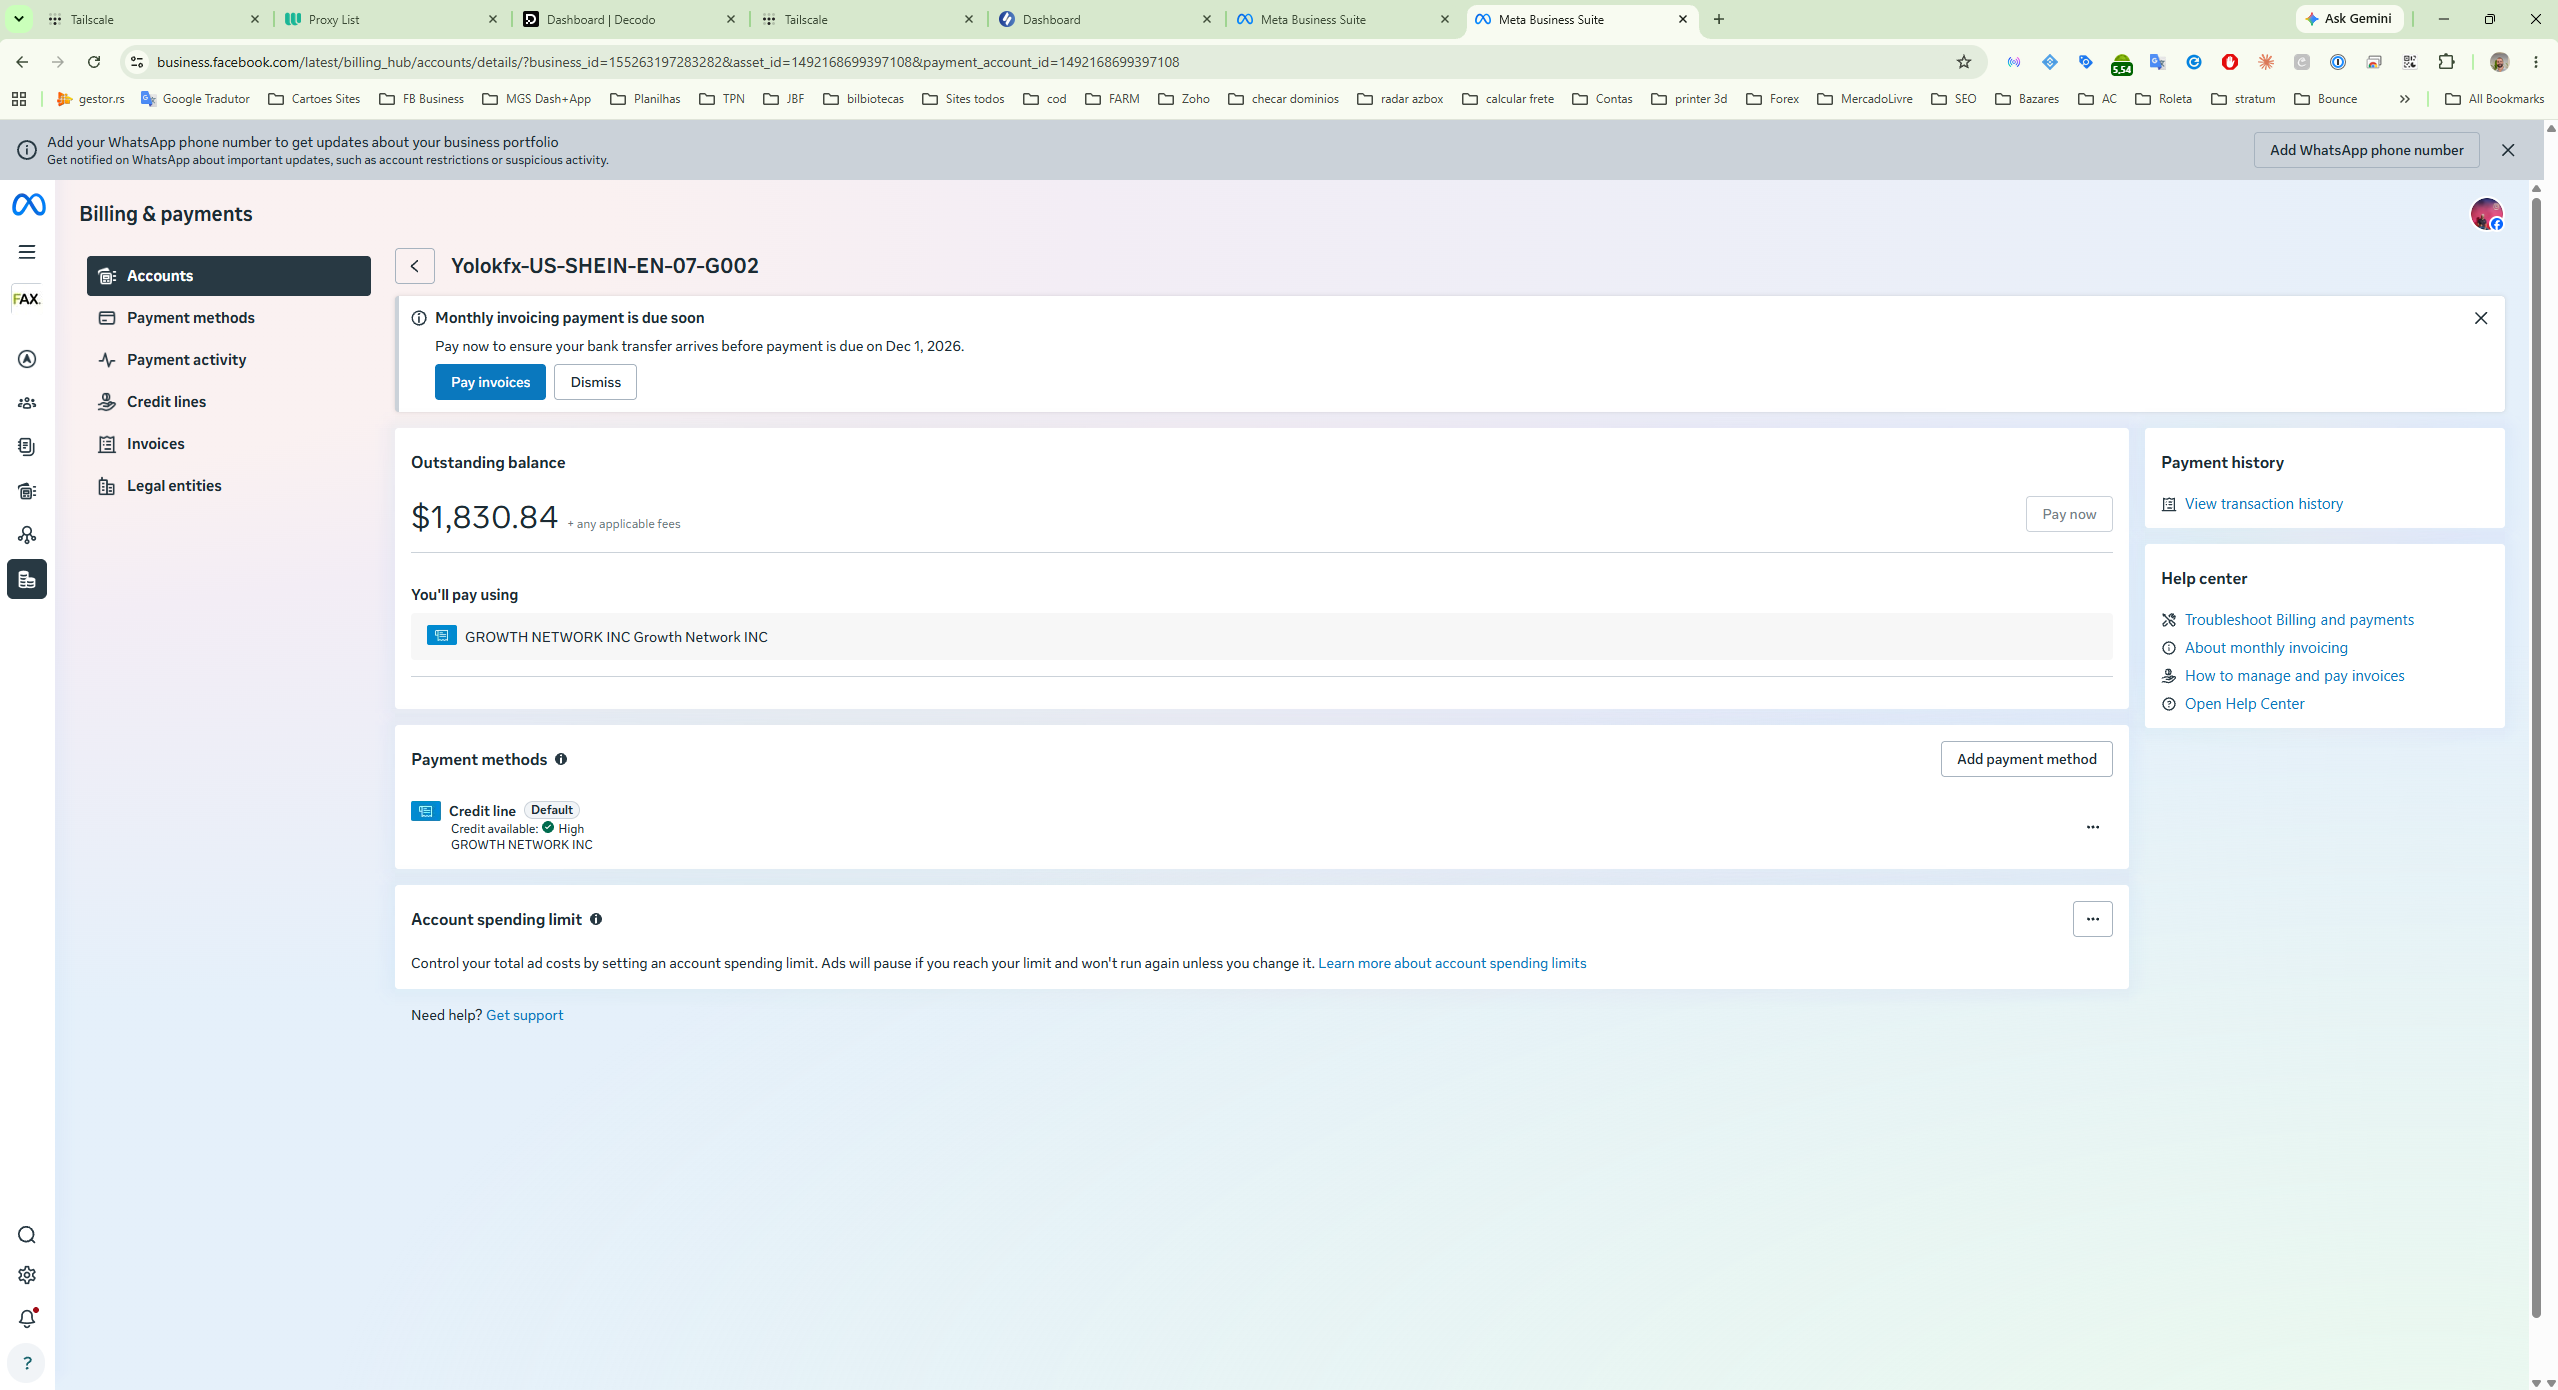 Tailscale
Proxy List
Dashboard | Decodo
Tailscale
Dashboard
Meta Business Suite
Meta Business Suite
Ask Gemini
business.facebook.com/latest/billing_hub/accounts/details/?business_id=155263197283282&asset_id=1492168699397108&payment_account_id=1492168699397108
5,54
gestor.rs
Google Tradutor
Cartoes Sites
FB Business
MGS Dash+App
Planilhas
TPN
JBF
bilbiotecas
Sites todos
cod
FARM
Zoho
checar dominios
radar azbox
calcular frete
Contas
printer 3d
Forex
MercadoLivre
SEO
Bazares
AC
Roleta
stratum
Bounce
All Bookmarks
Add your WhatsApp phone number to get updates about your business portfolio
Get notified on WhatsApp about important updates, such as account restrictions or suspicious activity.
Add WhatsApp phone number
Billing & payments
FAX.
Accounts
Payment methods
Payment activity
Credit lines
Invoices
Legal entities
Yolokfx-US-SHEIN-EN-07-G002
Monthly invoicing payment is due soon
Pay now to ensure your bank transfer arrives before payment is due on Dec 1, 2026.
Pay invoices
Dismiss
Outstanding balance
$1,830.84 + any applicable fees
Pay now
You'll pay using
GROWTH NETWORK INC Growth Network INC
Payment methods
Add payment method
Credit line Default
Credit available: High
GROWTH NETWORK INC
Account spending limit
Control your total ad costs by setting an account spending limit. Ads will pause if you reach your limit and won't run again unless you change it. Learn more about account spending limits
Need help? Get support
Payment history
View transaction history
Help center
Troubleshoot Billing and payments
About monthly invoicing
How to manage and pay invoices
Open Help Center